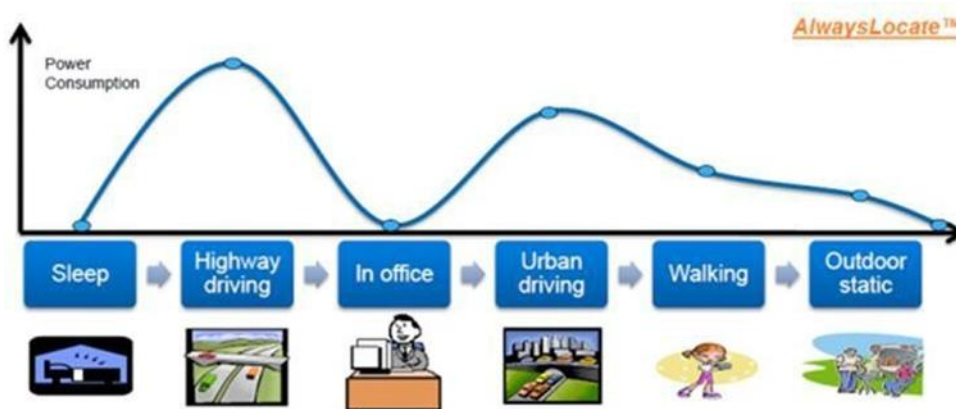 AlwaysLocate™
Power
Consumption
Sleep
Highway
driving
In office
Urban
driving
Walking
Outdoor
static